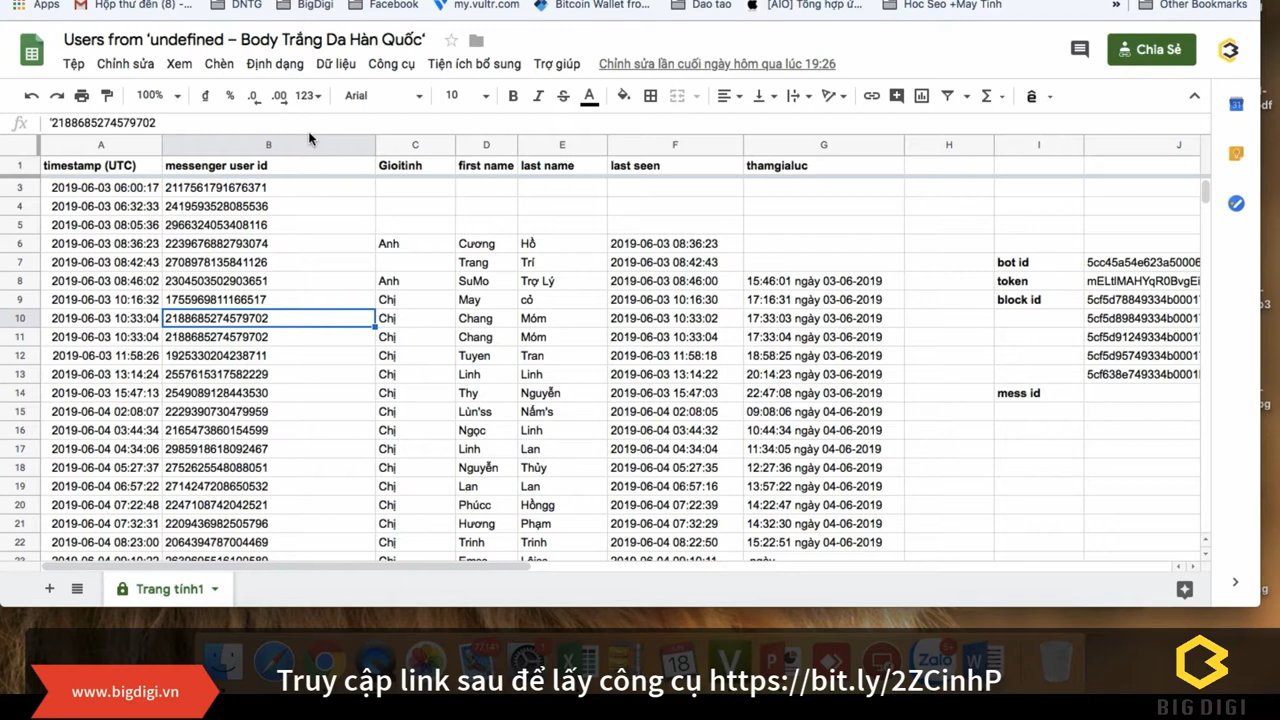 Apps Hộp thư đến (8) -... DNTG BigDigi Facebook my.vultr.com Bitcoin Wallet fro... Dao tao [AIO] Tổng hợp ứ... Hoc Seo +May Tinh » Other Bookmarks
Users from ‘undefined – Body Trắng Da Hàn Quốc‘
Chia Sẻ
Tệp Chỉnh sửa Xem Chèn Định dạng Dữ liệu Công cụ Tiện ích bổ sung Trợ giúp Chỉnh sửa lần cuối ngày hôm qua lúc 19:26
100% đ % .0 .00 123 Arial 10 B I S A
fx '2188685274579702
A B C D E F G H I J
1 timestamp (UTC) messenger user id Gioitinh first name last name last seen thamgialuc
3 2019-06-03 06:00:17 2117561791676371
4 2019-06-03 06:32:33 2419593528085536
5 2019-06-03 08:05:36 2966324053408116
6 2019-06-03 08:36:23 2239676882793074 Anh Cương Hồ 2019-06-03 08:36:23
7 2019-06-03 08:42:43 2708978135841126 Trang Trí 2019-06-03 08:42:43 bot id 5cc45a54e623a50006
8 2019-06-03 08:46:02 2304503502903651 Anh SuMo Trợ Lý 2019-06-03 08:46:00 15:46:01 ngày 03-06-2019 token mELtlMAHYqR0BvgEi
9 2019-06-03 10:16:32 1755969811166517 Chị May cỏ 2019-06-03 10:16:30 17:16:31 ngày 03-06-2019 block id 5cf5d78849334b0001
10 2019-06-03 10:33:04 2188685274579702 Chị Chang Móm 2019-06-03 10:33:02 17:33:03 ngày 03-06-2019 5cf5d89849334b0001
11 2019-06-03 10:33:04 2188685274579702 Chị Chang Móm 2019-06-03 10:33:04 17:33:04 ngày 03-06-2019 5cf5d91249334b0001
12 2019-06-03 11:58:26 1925330204238711 Chị Tuyen Tran 2019-06-03 11:58:18 18:58:25 ngày 03-06-2019 5cf5d95749334b0001
13 2019-06-03 13:14:24 2557615317582229 Chị Linh Linh 2019-06-03 13:14:22 20:14:23 ngày 03-06-2019 5cf638e749334b0001
14 2019-06-03 15:47:13 2549089128443530 Chị Thy Nguyễn 2019-06-03 15:47:03 22:47:08 ngày 03-06-2019 mess id
15 2019-06-04 02:08:07 2229390730479959 Chị Lùn'ss Nấm's 2019-06-04 02:08:05 09:08:06 ngày 04-06-2019
16 2019-06-04 03:44:34 2165473860154599 Chị Ngọc Linh 2019-06-04 03:44:32 10:44:34 ngày 04-06-2019
17 2019-06-04 04:34:06 2985918618092467 Chị Linh Lan 2019-06-04 04:34:04 11:34:05 ngày 04-06-2019
18 2019-06-04 05:27:37 2752625548088051 Chị Nguyễn Thủy 2019-06-04 05:27:35 12:27:36 ngày 04-06-2019
19 2019-06-04 06:57:22 2714247208650532 Chị Lan Lan 2019-06-04 06:57:16 13:57:22 ngày 04-06-2019
20 2019-06-04 07:22:48 2247108742042521 Chị Phúcc Hồngg 2019-06-04 07:22:39 14:22:47 ngày 04-06-2019
21 2019-06-04 07:32:31 2209436982505796 Chị Hương Phạm 2019-06-04 07:32:29 14:32:30 ngày 04-06-2019
22 2019-06-04 08:23:00 2064394787004469 Chị Trinh Trinh 2019-06-04 08:22:50 15:22:51 ngày 04-06-2019
Trang tính1
Truy cập link sau để lấy công cụ https://bit.ly/2ZCinhP
www.bigdigi.vn
BIG DIGI